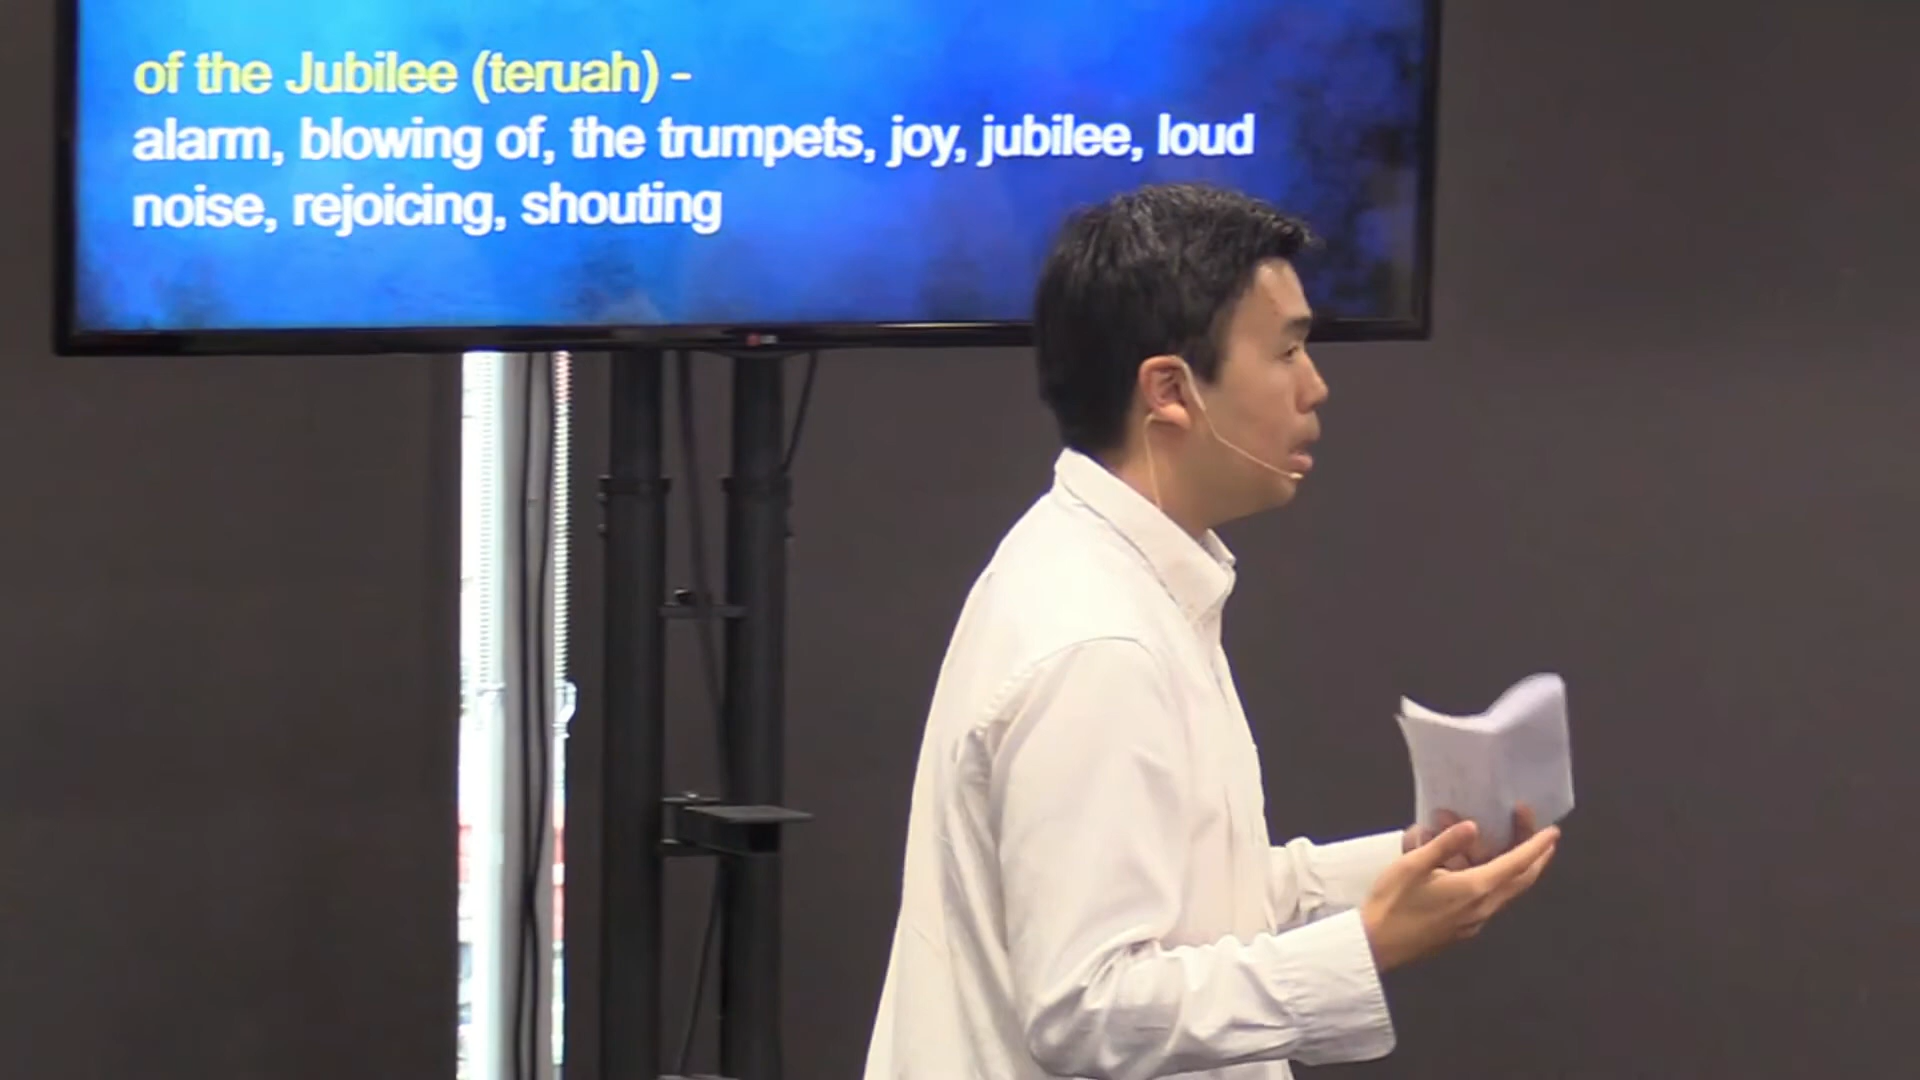 of the Jubilee (teruah) -
alarm, blowing of, the trumpets, joy, jubilee, loud
noise, rejoicing, shouting